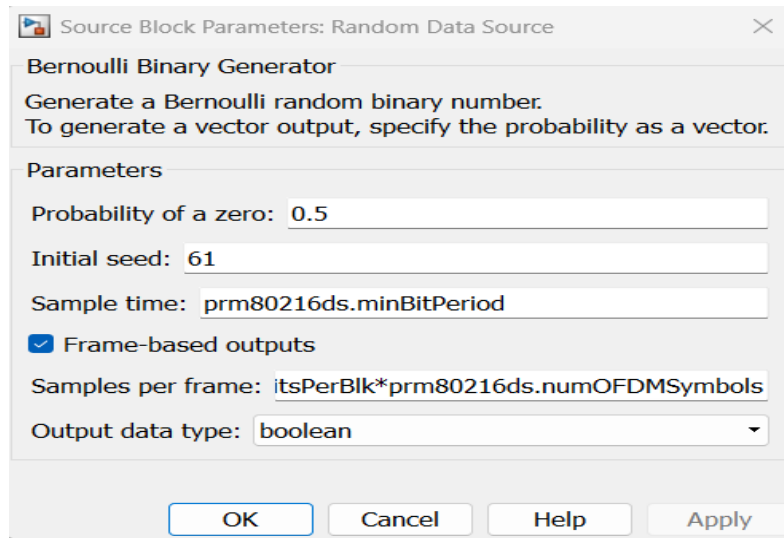 Source Block Parameters: Random Data Source
Bernoulli Binary Generator
Generate a Bernoulli random binary number.
To generate a vector output, specify the probability as a vector.
Parameters
Probability of a zero: 0.5
Initial seed: 61
Sample time: prm80216ds.minBitPeriod
Frame-based outputs
Samples per frame: itsPerBlk*prm80216ds.numOFDMSymbols
Output data type: boolean
OK Cancel Help Apply